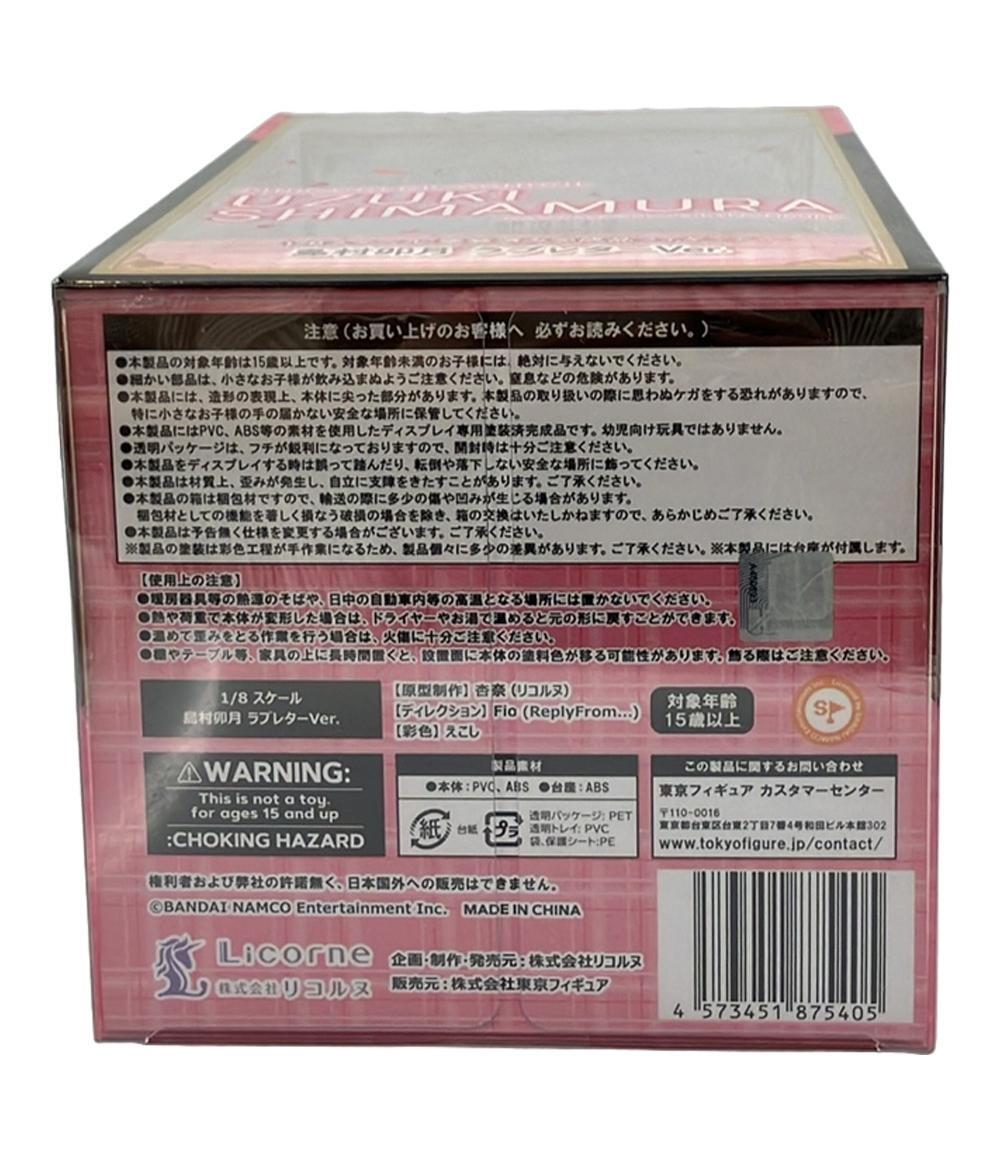 UZUKI
SHIMAMURA
島村卯月 ラブレター Ver.
注意(お買い上げのお客様へ 必ずお読みください。)
●本製品の対象年齢は15歳以上です。対象年齢未満のお子様には、絶対に与えないでください。
●細かい部品は、小さなお子様が飲み込まぬようご注意ください。窒息などの危険があります。
●本製品には、造形の表現上、本体に尖った部分があります。本製品の取り扱いの際に思わぬケガをする恐れがありますので、
特に小さなお子様の手の届かない安全な場所に保管してください。
●本製品にはPVC、ABS等の素材を使用したディスプレイ専用塗装済完成品です。幼児向け玩具ではありません。
●透明パッケージは、フチが鋭利になっておりますので、開封時は十分ご注意ください。
●本製品をディスプレイする時は誤って踏んだり、転倒や落下しない安全な場所に飾ってください。
●本製品は材質上、歪みが発生し、自立に支障をきたすことがあります。ご了承ください。
●本製品の箱は梱包材ですので、輸送の際に多少の傷や凹みが生じる場合があります。
梱包材としての機能を著しく損なう破損の場合を除き、箱の交換はいたしかねますので、あらかじめご了承ください。
●本製品は予告無く仕様を変更する場合がございます。ご了承ください。
※製品の塗装は彩色工程が手作業になるため、製品個々に多少の差異があります。ご了承ください。※本製品には台座が付属します。
【使用上の注意】
●暖房器具等の熱源のそばや、日中の自動車内等の高温となる場所には置かないでください。
●熱や荷重で本体が変形した場合は、ドライヤーやお湯で温めると元の形に戻すことができます。
●温めて歪みをとる作業を行う場合は、火傷に十分ご注意ください。
●棚やテーブル等、家具の上に長時間置くと、設置面に本体の塗料色が移る可能性があります。飾る際はご注意ください。
1/8 スケール
島村卯月 ラブレターVer.
【原型制作】杏奈(リコルヌ)
【ディレクション】Fio (ReplyFrom...)
【彩色】えこし
対象年齢
15歳以上
⚠WARNING:
This is not a toy.
for ages 15 and up
:CHOKING HAZARD
製品素材
●本体:PVC、ABS ●台座:ABS
紙 台紙
プラ
透明パッケージ: PET
透明トレイ: PVC
袋、保護シート:PE
この製品に関するお問い合わせ
東京フィギュア カスタマーセンター
〒110-0016
東京都台東区台東2丁目7番4号和田ビル本館302
www.tokyofigure.jp/contact/
権利者および弊社の許諾無く、日本国外への販売はできません。
©BANDAI NAMCO Entertainment Inc. MADE IN CHINA
Licorne
株式会社リコルヌ
企画・制作・発売元:株式会社リコルヌ
販売元:株式会社東京フィギュア
4 573451 875405